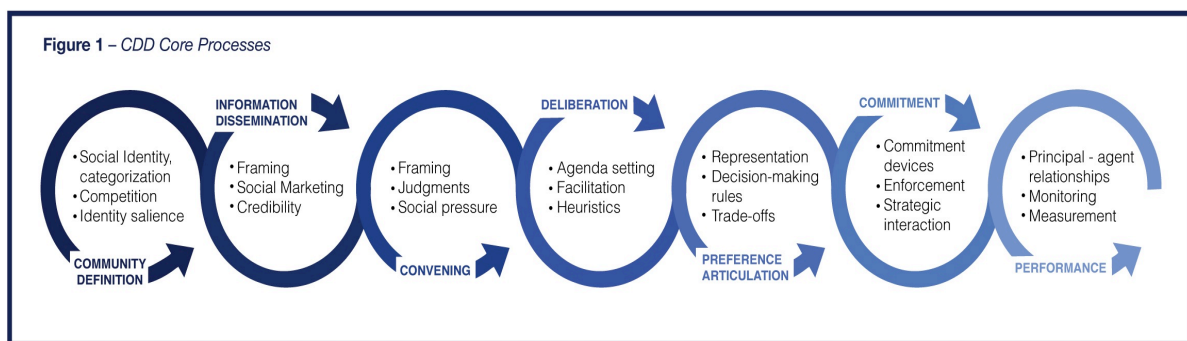 Figure 1 – CDD Core Processes
• Social Identity,
categorization
• Competition
• Identity salience
COMMUNITY
DEFINITION
INFORMATION
DISSEMINATION
• Framing
• Social Marketing
• Credibility
• Framing
• Judgments
• Social pressure
CONVENING
DELIBERATION
• Agenda setting
• Facilitation
• Heuristics
• Representation
• Decision-making
rules
• Trade-offs
PREFERENCE
ARTICULATION
COMMITMENT
• Commitment
devices
• Enforcement
• Strategic
interaction
• Principal - agent
relationships
• Monitoring
• Measurement
PERFORMANCE